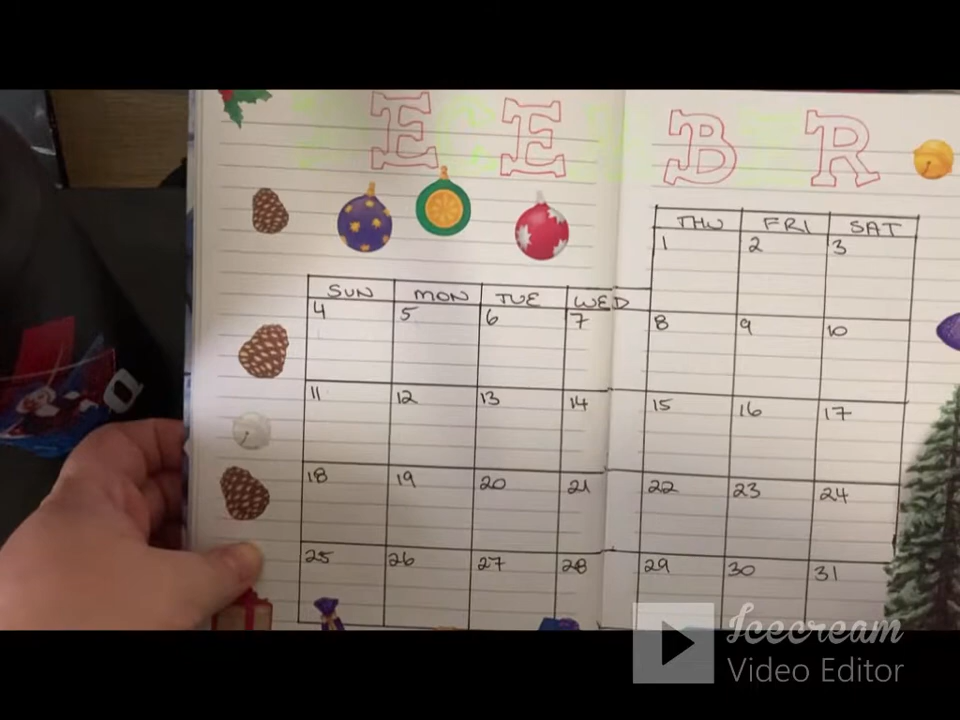 DECEMBER
THU FRI SAT
1 2 3
SUN MON TUE WED
4 5 6 7 8 9 10
11 12 13 14 15 16 17
18 19 20 21 22 23 24
25 26 27 28 29 30 31
Icecream
Video Editor